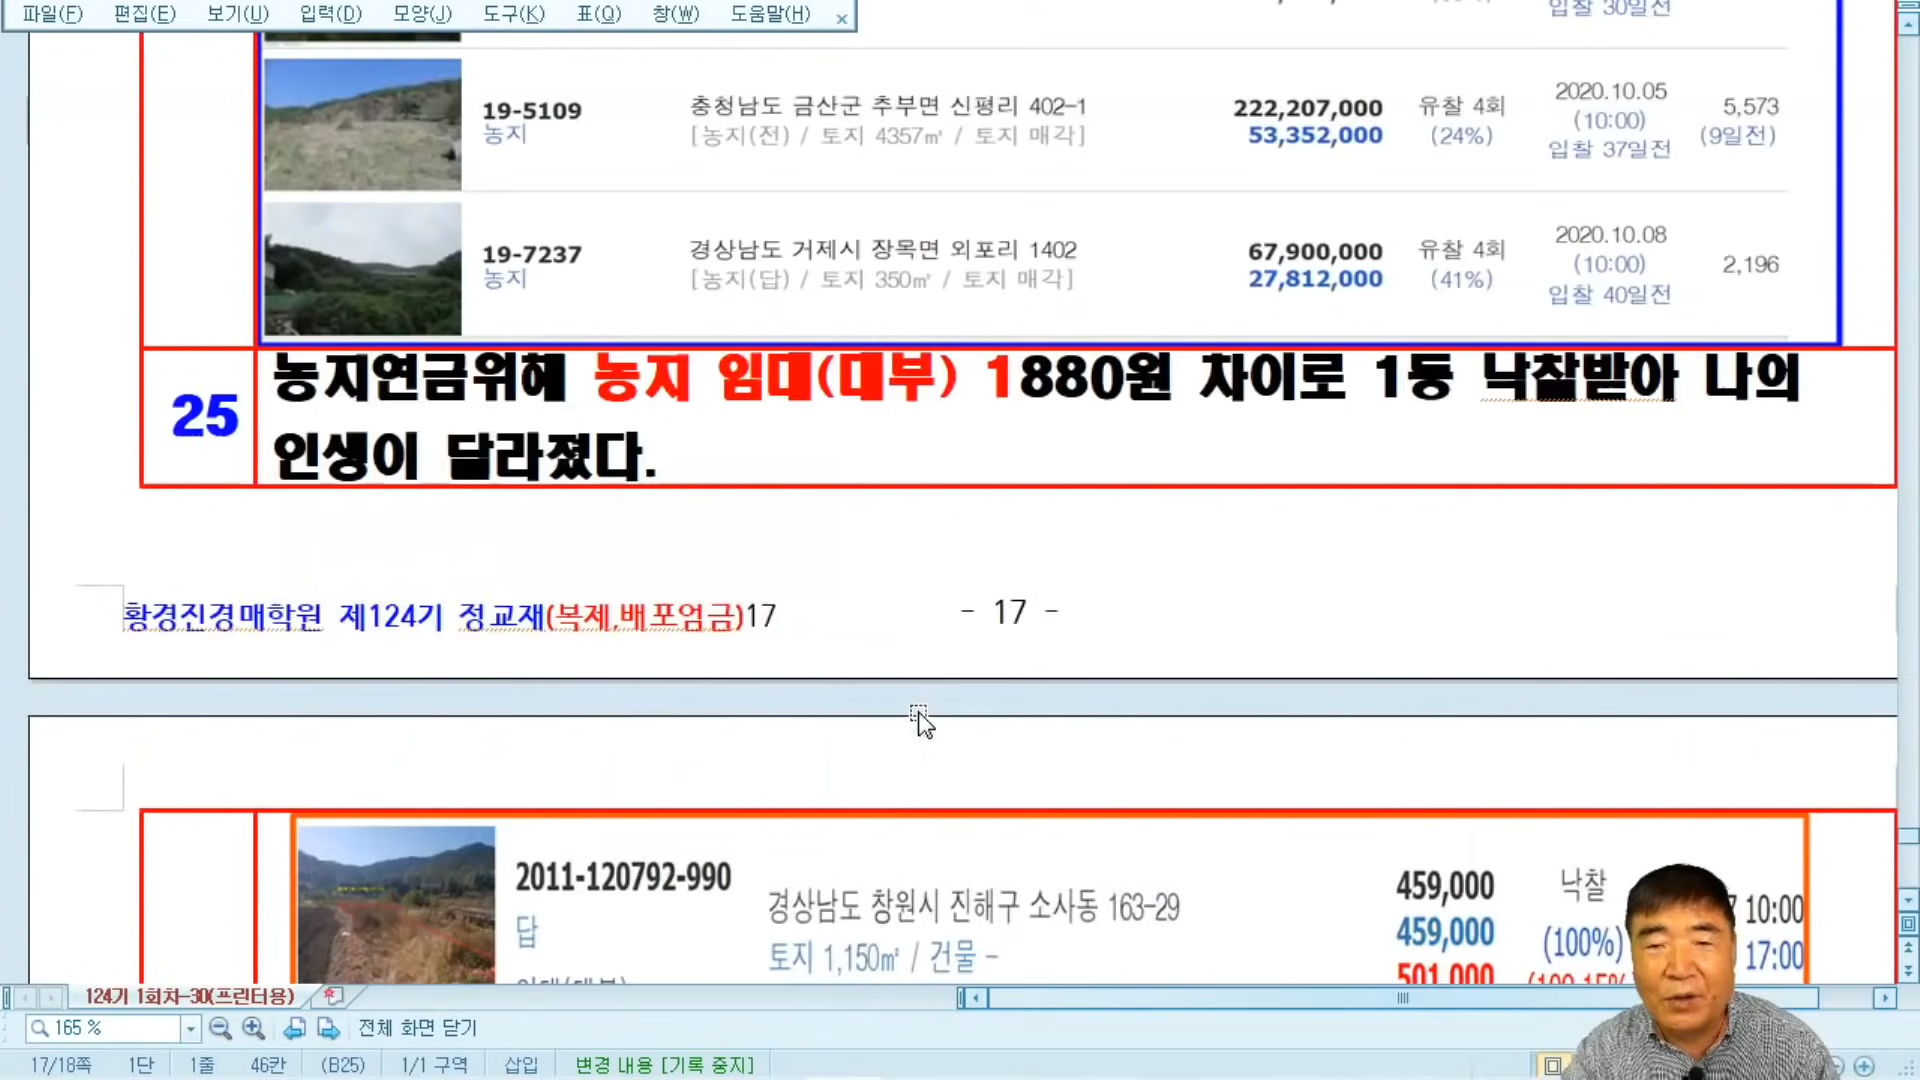 파일(F) 편집(E) 보기(U) 입력(D) 모양(J) 도구(K) 표(Q) 창(W) 도움말(H) ×
입찰 30일전
19-5109
농지
충청남도 금산군 추부면 신평리 402-1
[농지(전) / 토지 4357㎡ / 토지 매각]
222,207,000
53,352,000
유찰 4회
(24%)
2020.10.05
(10:00)
입찰 37일전
5,573
(9일전)
19-7237
농지
경상남도 거제시 장목면 외포리 1402
[농지(답) / 토지 350㎡ / 토지 매각]
67,900,000
27,812,000
유찰 4회
(41%)
2020.10.08
(10:00)
입찰 40일전
2,196
25
농지연금위해 농지 임대(대부) 1880원 차이로 1등 낙찰받아 나의
인생이 달라졌다.
황경진경매학원 제124기 정교재(복제,배포엄금)17
- 17 -
2011-120792-990
답
임대(대부)
경상남도 창원시 진해구 소사동 163-29
토지 1,150㎡ / 건물 -
459,000
459,000
501,000
낙찰
(100%)
10:00
17:00
124기 1회차-30(프린터용)
165 %
전체 화면 닫기
17/18쪽 1단 1줄 46칸 (B25) 1/1 구역 삽입 변경 내용 [기록 중지]